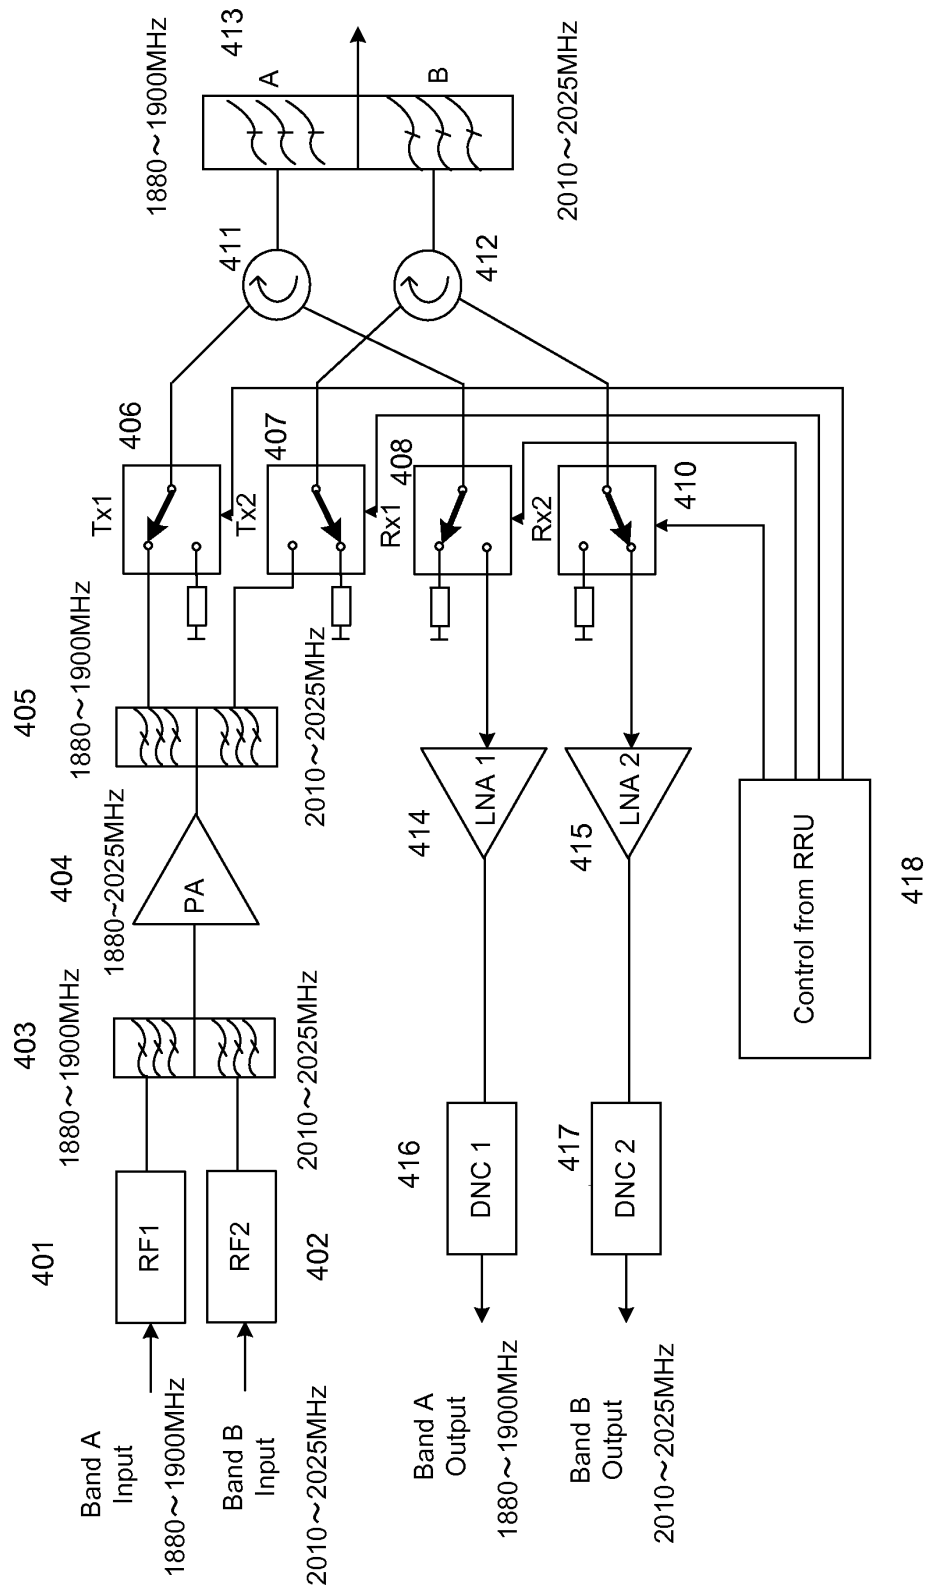 Band A
Input
1880～1900MHz
Band B
Input
2010～2025MHz
401
RF1
RF2
402
403
1880～1900MHz
2010～2025MHz
404
1880~2025MHz
PA
405
1880～1900MHz
2010～2025MHz
Tx1
406
Tx2
407
Rx1
408
Rx2
410
411
412
413
1880～1900MHz
A
B
2010～2025MHz
LNA 1
414
LNA 2
415
416
DNC 1
417
DNC 2
Band A
Output
1880～1900MHz
Band B
Output
2010～2025MHz
Control from RRU
418